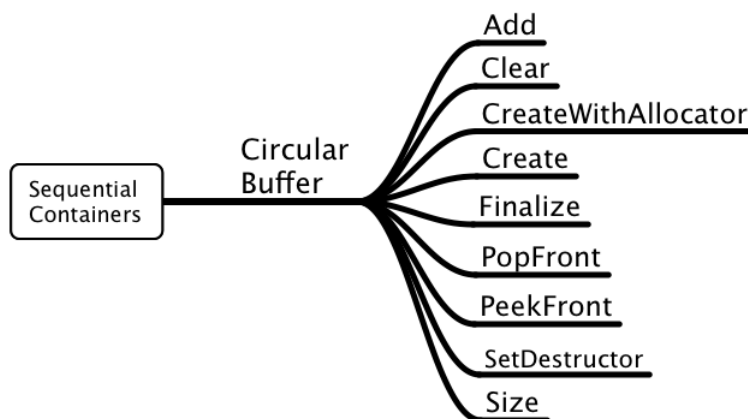 Sequential
Containers
Circular
Buffer
Add
Clear
CreateWithAllocator
Create
Finalize
PopFront
PeekFront
SetDestructor
Size